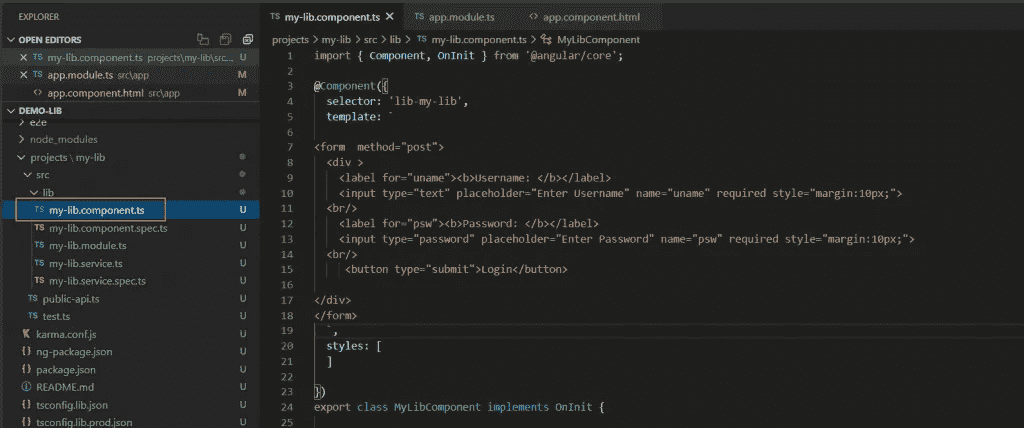 EXPLORER
OPEN EDITORS
TS my-lib.component.ts projects\my-lib\src... U
TS app.module.ts src\app M
<> app.component.html src\app M
DEMO-LIB
e2e
node_modules
projects \ my-lib
src
lib
TS my-lib.component.ts U
TS my-lib.component.spec.ts U
TS my-lib.module.ts U
TS my-lib.service.ts U
TS my-lib.service.spec.ts U
TS public-api.ts U
TS test.ts U
karma.conf.js U
{} ng-package.json U
{} package.json U
README.md U
{} tsconfig.lib.json U
{} tsconfig.lib.prod.json U
TS my-lib.component.ts TS app.module.ts <> app.component.html
projects > my-lib > src > lib > TS my-lib.component.ts > MyLibComponent
1 import { Component, OnInit } from '@angular/core';
2
3 @Component({
4 selector: 'lib-my-lib',
5 template: `
6
7 <form  method="post">
8 <div >
9 <label for="uname"><b>Username: </b></label>
10 <input type="text" placeholder="Enter Username" name="uname" required style="margin:10px;">
11 <br/>
12 <label for="psw"><b>Password: </b></label>
13 <input type="password" placeholder="Enter Password" name="psw" required style="margin:10px;">
14 <br/>
15 <button type="submit">Login</button>
16
17 </div>
18 </form>
19 `,
20 styles: [
21 ]
22
23 })
24 export class MyLibComponent implements OnInit {
25